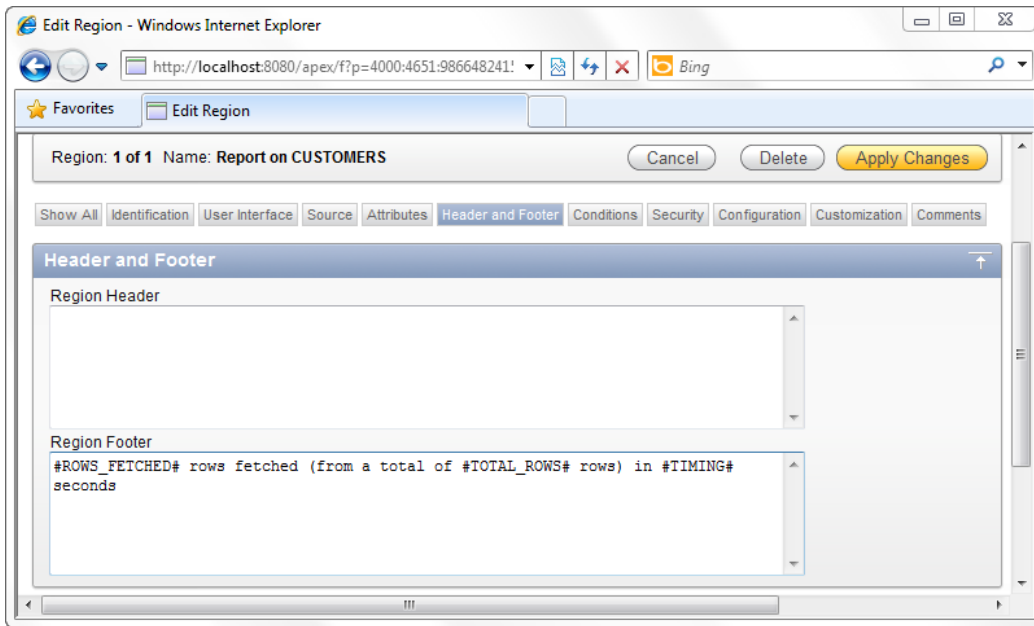 Edit Region - Windows Internet Explorer
http://localhost:8080/apex/f?p=4000:4651:986648241!
Bing
Favorites
Edit Region
Region: 1 of 1 Name: Report on CUSTOMERS
Cancel
Delete
Apply Changes
Show All Identification User Interface Source Attributes Header and Footer Conditions Security Configuration Customization Comments
Header and Footer
Region Header
Region Footer
#ROWS_FETCHED# rows fetched (from a total of #TOTAL_ROWS# rows) in #TIMING#
seconds